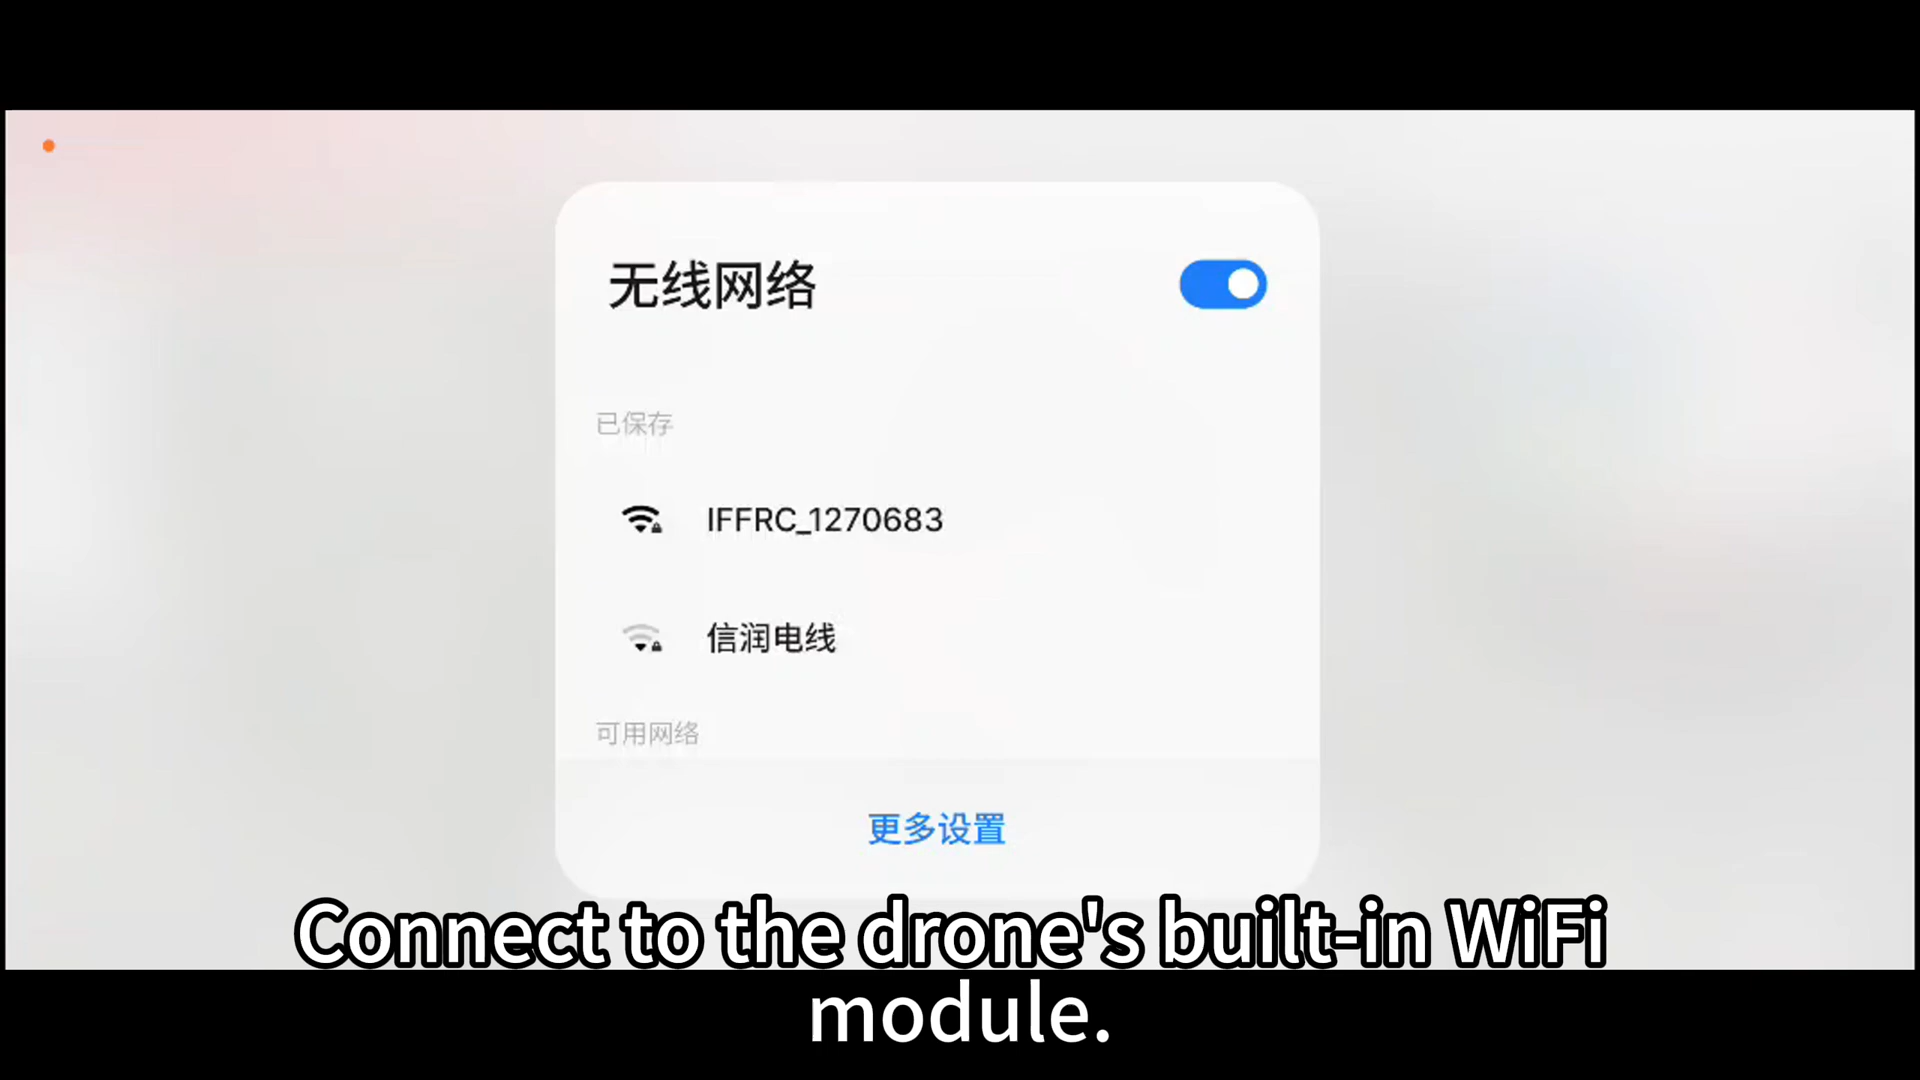 无线网络
已保存
IFFRC_1270683
信润电线
可用网络
更多设置
Connect to the drone's built-in WiFi
module.